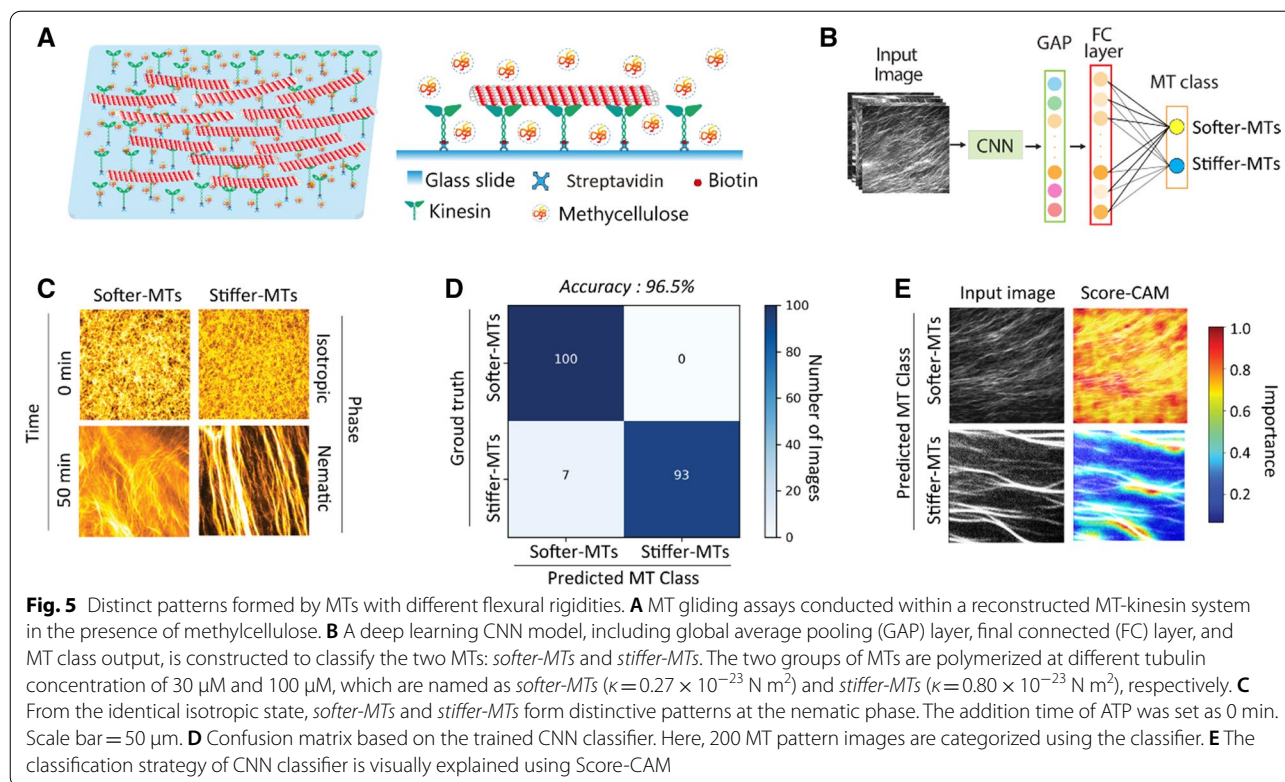 A
Glass slide
Streptavidin
Biotin
Kinesin
Methycellulose
B
Input
Image
CNN
GAP
FC
layer
MT class
Softer-MTs
Stiffer-MTs
C
Softer-MTs
Stiffer-MTs
Time
0 min
50 min
Isotropic
Nematic
Phase
D
Accuracy : 96.5%
Groud truth
Softer-MTs
Stiffer-MTs
100
0
7
93
Softer-MTs
Stiffer-MTs
Predicted MT Class
100
80
60
40
20
0
Number of Images
E
Input image
Score-CAM
Predicted MT Class
Softer-MTs
Stiffer-MTs
1.0
0.8
0.6
0.4
0.2
Importance
Fig. 5 Distinct patterns formed by MTs with different flexural rigidities. A MT gliding assays conducted within a reconstructed MT-kinesin system
in the presence of methylcellulose. B A deep learning CNN model, including global average pooling (GAP) layer, final connected (FC) layer, and
MT class output, is constructed to classify the two MTs: softer-MTs and stiffer-MTs. The two groups of MTs are polymerized at different tubulin
concentration of 30 μM and 100 μM, which are named as softer-MTs (κ = 0.27 × 10⁻²³ N m²) and stiffer-MTs (κ = 0.80 × 10⁻²³ N m²), respectively. C
From the identical isotropic state, softer-MTs and stiffer-MTs form distinctive patterns at the nematic phase. The addition time of ATP was set as 0 min.
Scale bar = 50 μm. D Confusion matrix based on the trained CNN classifier. Here, 200 MT pattern images are categorized using the classifier. E The
classification strategy of CNN classifier is visually explained using Score-CAM